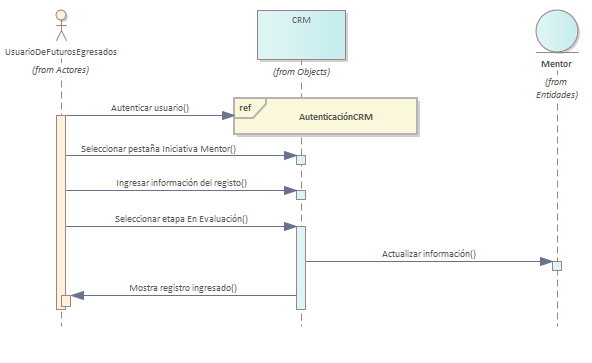 CRM
UsuarioDeFuturosEgresados
(from Actores)
(from Objects)
Mentor
(from
Entidades)
Autenticar usuario()
ref
AutenticaciónCRM
Seleccionar pestaña Iniciativa Mentor()
Ingresar información del registo()
Seleccionar etapa En Evaluación()
Actualizar información()
Mostra registro ingresado()